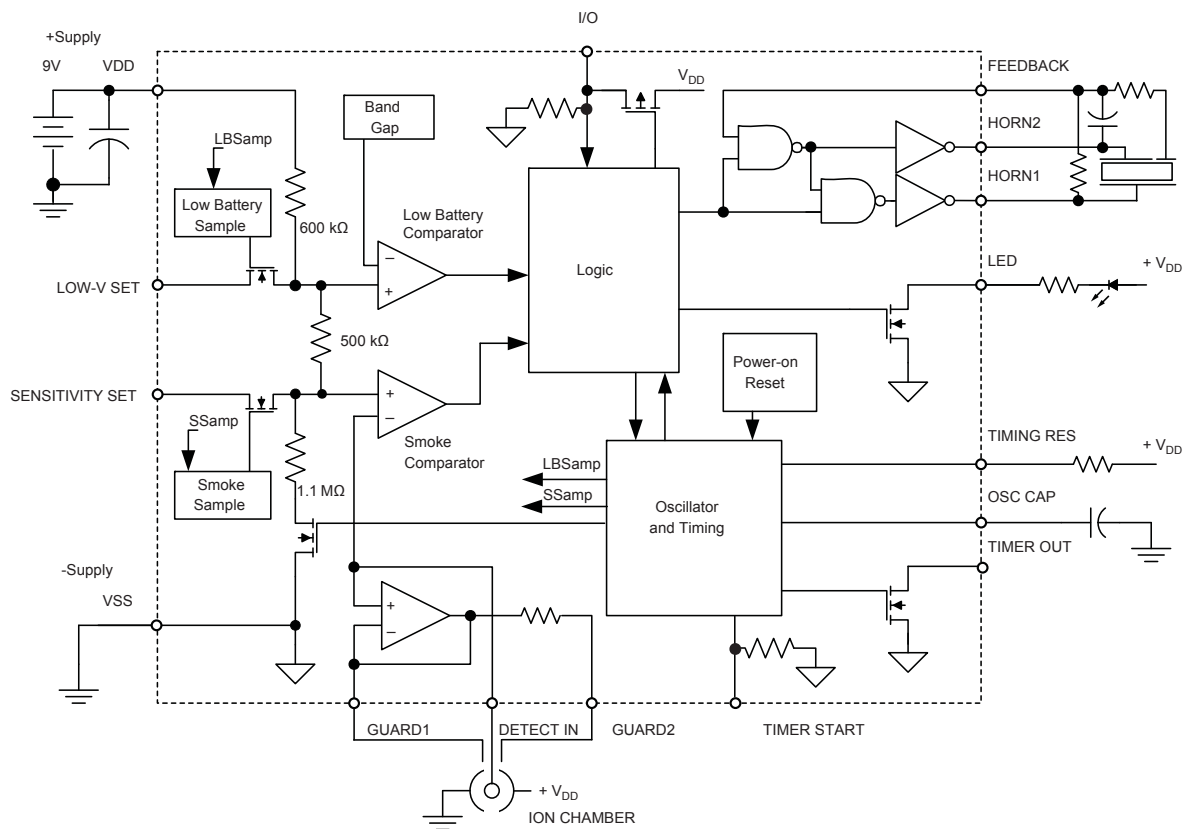 I/O
+Supply
9V
VDD
V_DD
FEEDBACK
Band
Gap
HORN2
LBSamp
HORN1
Low Battery
Sample
600 kΩ
Low Battery
Comparator
−
+
Logic
LED
+ V_DD
LOW-V SET
500 kΩ
Power-on
Reset
SENSITIVITY SET
+
−
SSamp
Smoke
Comparator
TIMING RES
+ V_DD
Smoke
Sample
1.1 MΩ
LBSamp
SSamp
Oscillator
and Timing
OSC CAP
TIMER OUT
-Supply
VSS
+
−
GUARD1
DETECT IN
GUARD2
TIMER START
+ V_DD
ION CHAMBER